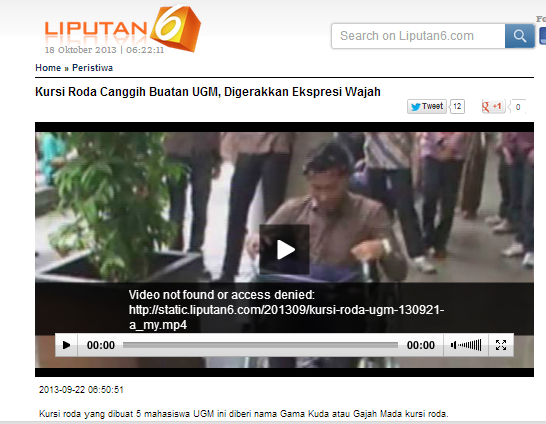 LIPUTAN 6
18 Oktober 2013 | 06:22:11
Search on Liputan6.com
Home » Peristiwa
Kursi Roda Canggih Buatan UGM, Digerakkan Ekspresi Wajah
Tweet 12 +1 0
Video not found or access denied:
http://static.liputan6.com/201309/kursi-roda-ugm-130921-
a_my.mp4
00:00 00:00
2013-09-22 06:50:51
Kursi roda yang dibuat 5 mahasiswa UGM ini diberi nama Gama Kuda atau Gajah Mada kursi roda.